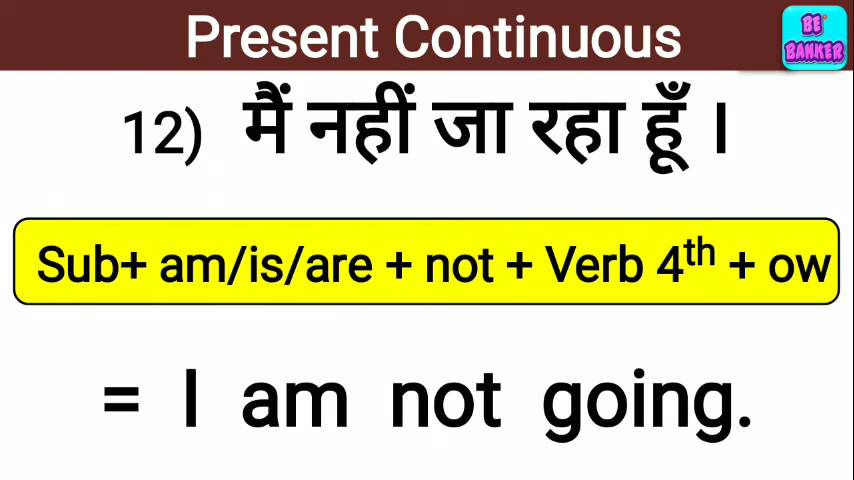 Present Continuous
BE
BANKER
12) मैं नहीं जा रहा हूँ ।
Sub+ am/is/are + not + Verb 4th + ow
= I am not going.